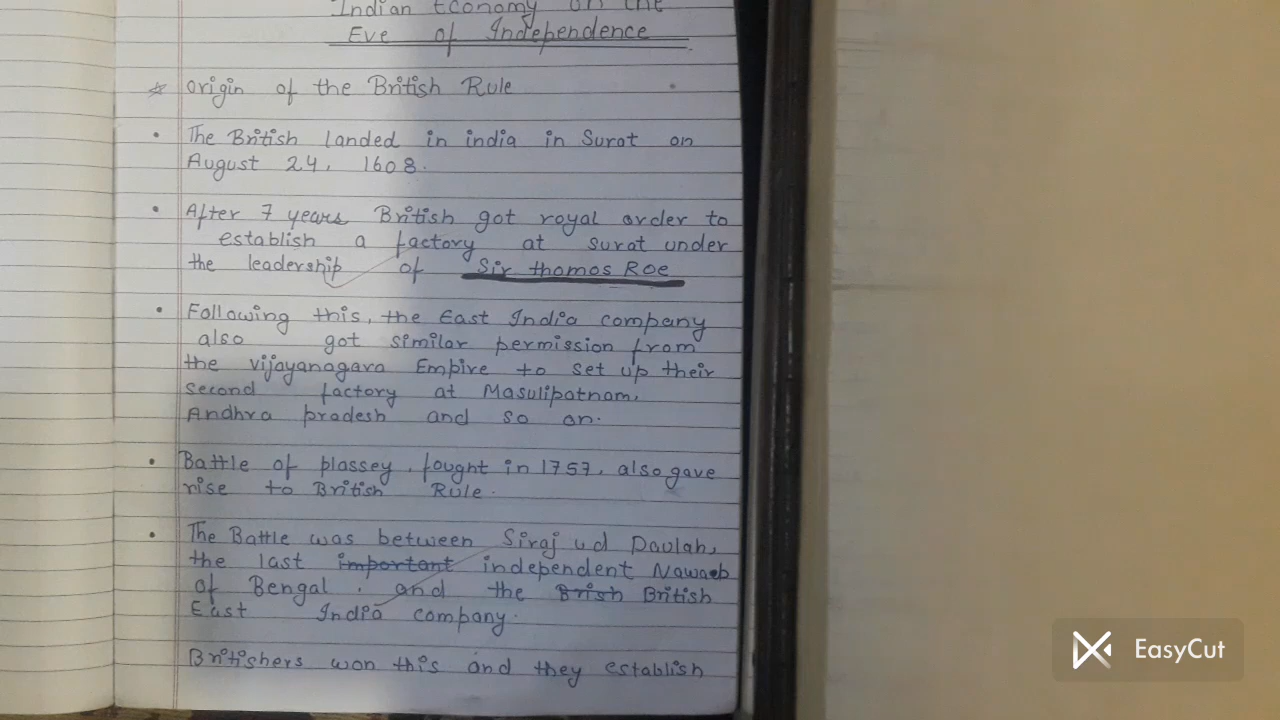 Indian Economy on the
Eve of Independence
* origin of the British Rule
• The British landed in india in Surat on
August 24, 1608.
• After 7 years British got royal order to
establish a factory at surat under
the leadership of Sir thomas Roe
• Following this, the East India company
also got similar permission from
the vijayanagara Empire to set up their
second factory at Masulipatnam,
Andhra pradesh and so on.
• Battle of plassey, fought in 1757, also gave
rise to British Rule.
• The Battle was between Siraj ud Daulah,
the last important independent Nawaab
of Bengal, and the Brish British
East India company.
Britishers won this and they establish
EasyCut